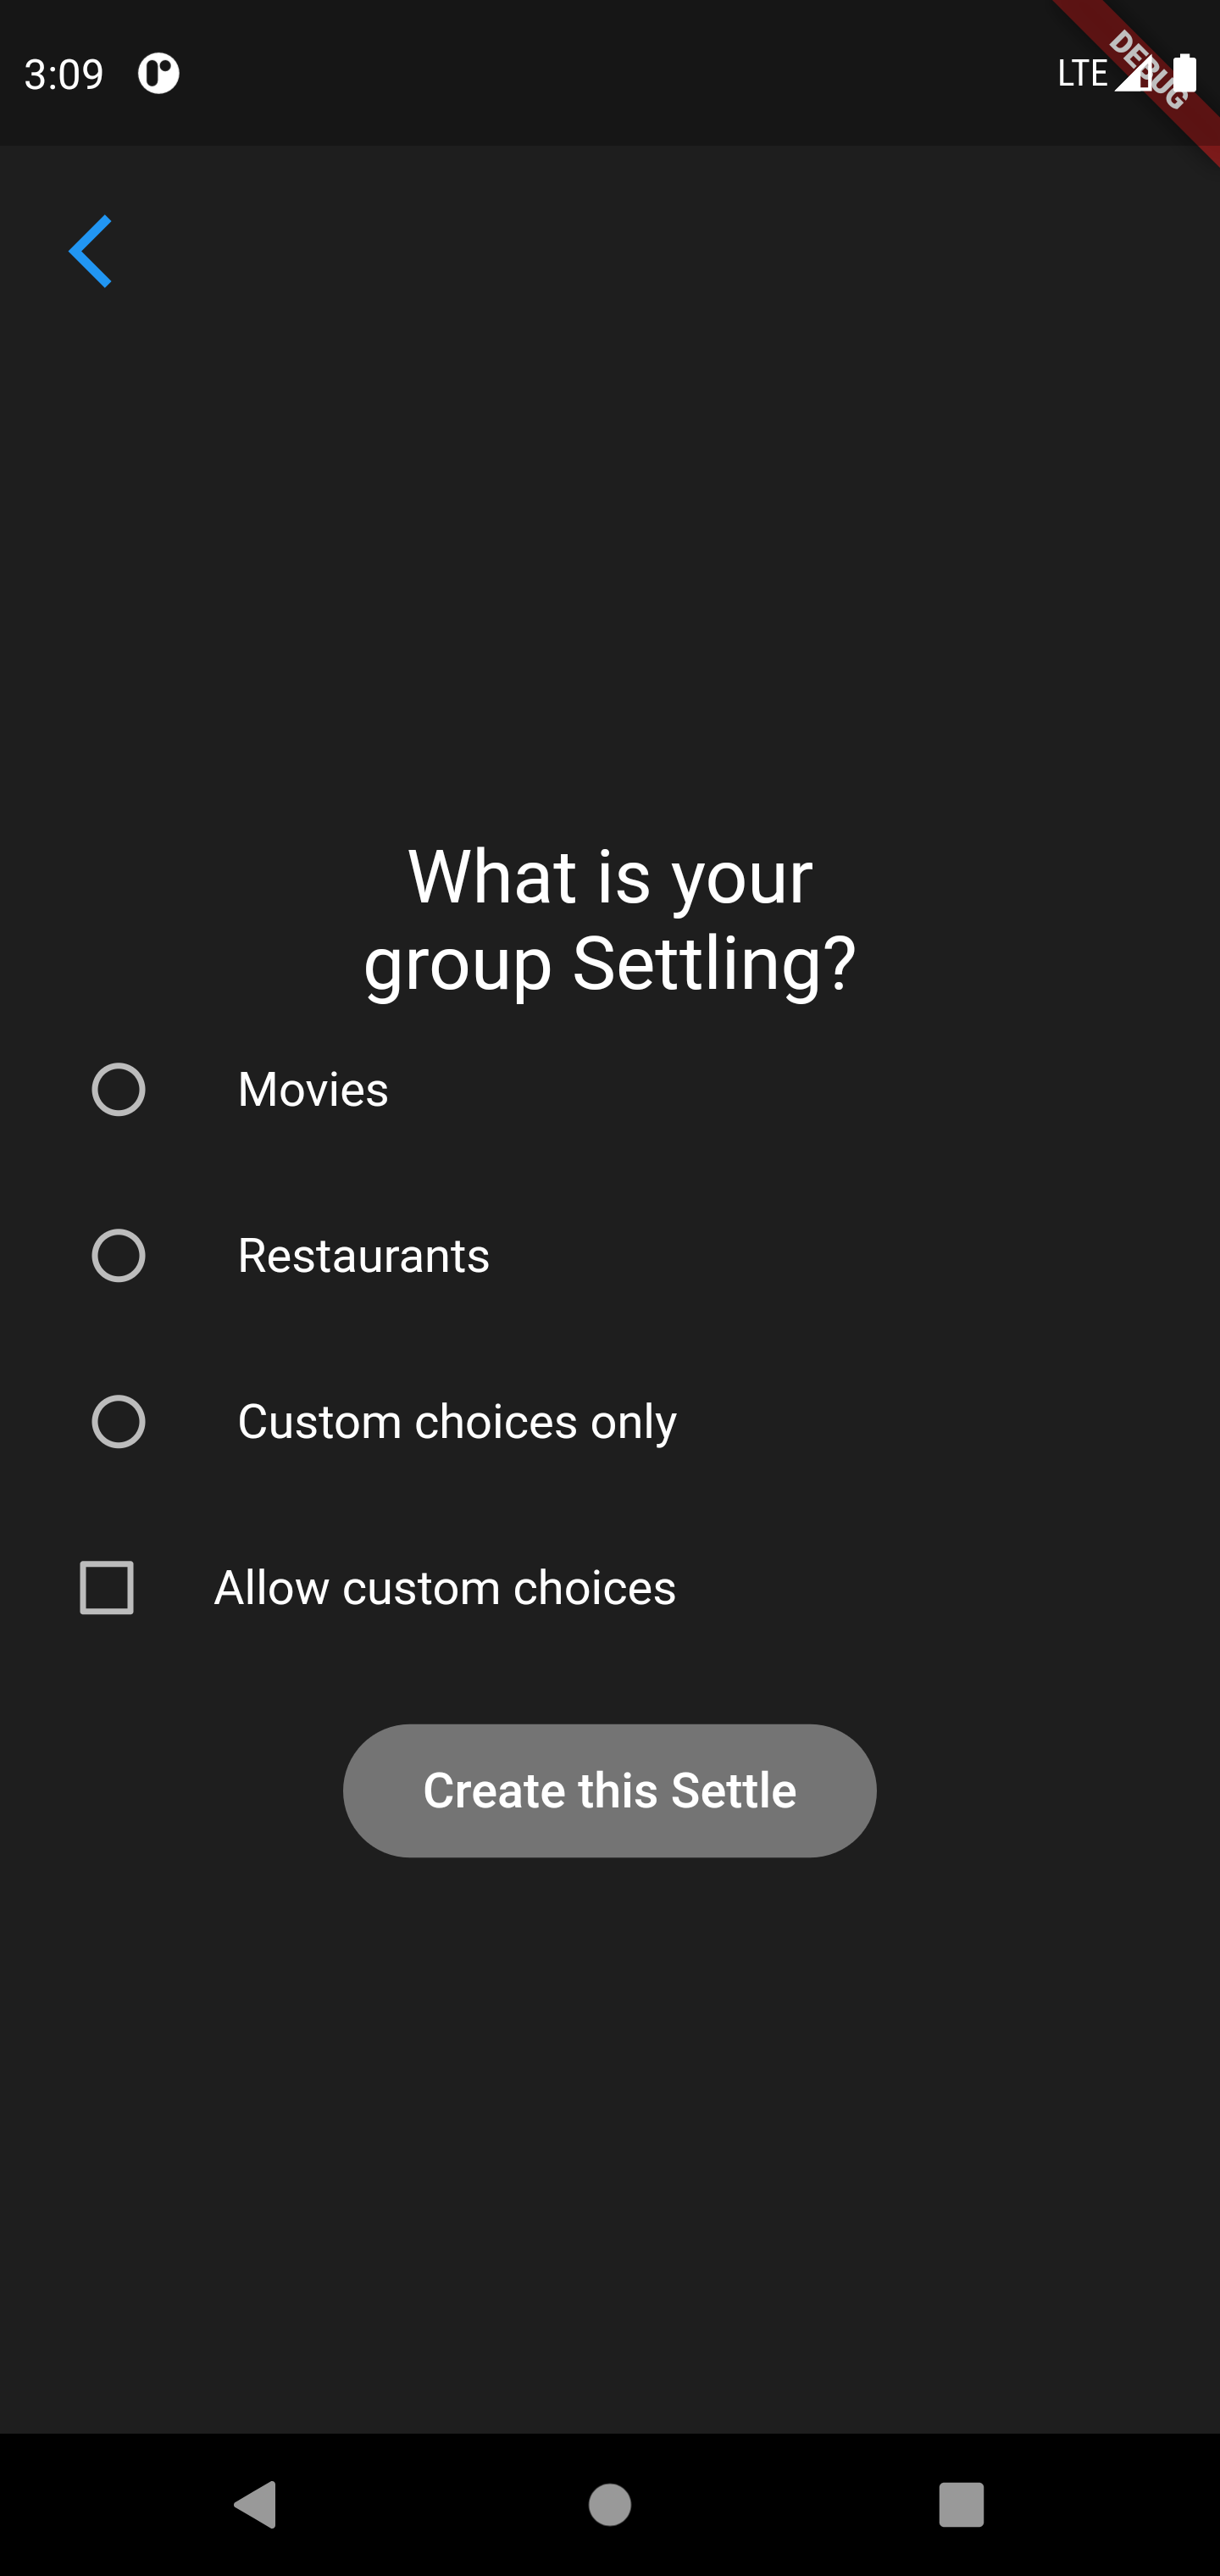 3:09
LTE
DEBUG
What is your
group Settling?
Movies
Restaurants
Custom choices only
Allow custom choices
Create this Settle